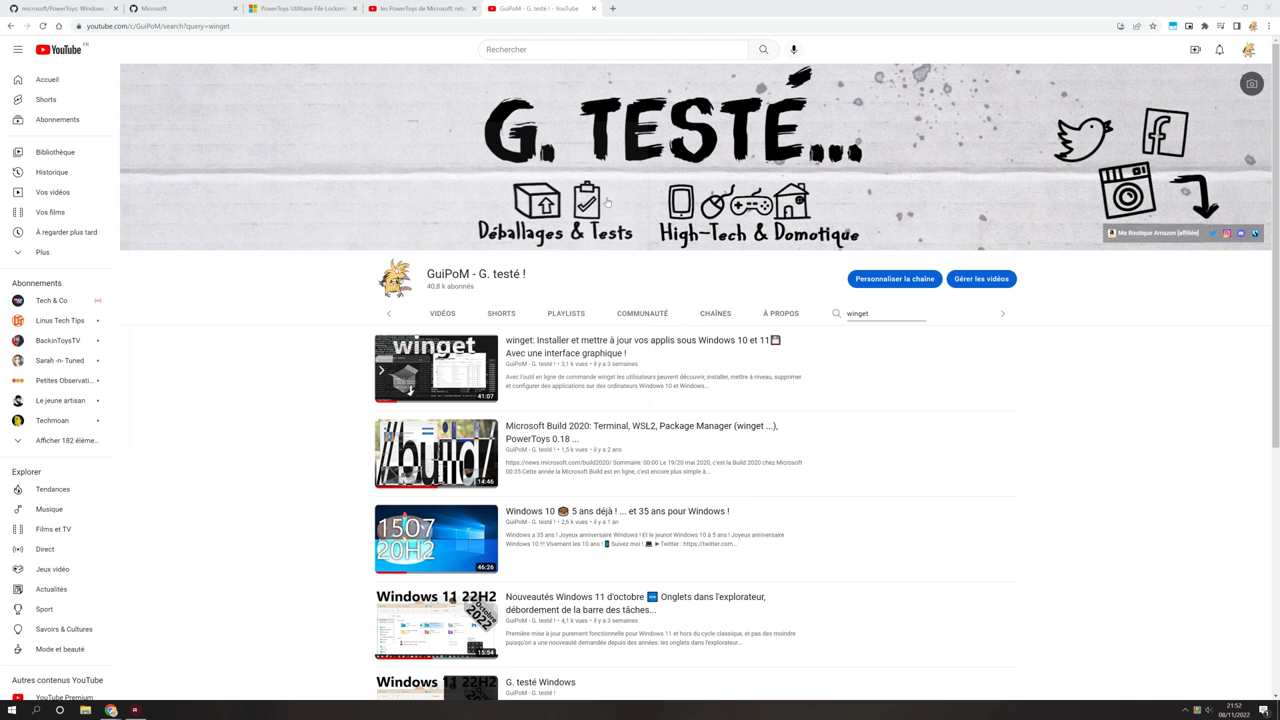 microsoft/PowerToys: Windows
Microsoft
PowerToys Utilitaire File Locksmi
les PowerToys de Microsoft: reto
GuiPoM - G. testé ! - YouTube
youtube.com/c/GuiPoM/search?query=winget
YouTube FR
Rechercher
Accueil
Shorts
Abonnements
Bibliothèque
Historique
Vos vidéos
Vos films
À regarder plus tard
Plus
Abonnements
Tech & Co
Linus Tech Tips
BackinToysTV
Sarah -n- Tuned
Petites Observati...
Le jeune artisan
Techmoan
Afficher 182 éléme...
Explorer
Tendances
Musique
Films et TV
Direct
Jeux vidéo
Actualités
Sport
Savoirs & Cultures
Mode et beauté
Autres contenus YouTube
YouTube Premium
G. TESTÉ...
Déballages & Tests
High-Tech & Domotique
Ma Boutique Amazon [affiliée]
GuiPoM - G. testé !
40,8 k abonnés
Personnaliser la chaîne
Gérer les vidéos
VIDÉOS
SHORTS
PLAYLISTS
COMMUNAUTÉ
CHAÎNES
À PROPOS
winget
winget
41:07
winget: Installer et mettre à jour vos applis sous Windows 10 et 11💾
Avec une interface graphique !
GuiPoM - G. testé ! • 3,1 k vues • il y a 3 semaines
Avec l'outil en ligne de commande winget les utilisateurs peuvent découvrir, installer, mettre à niveau, supprimer
et configurer des applications sur des ordinateurs Windows 10 et Windows...
//build/
14:46
Microsoft Build 2020: Terminal, WSL2, Package Manager (winget ...),
PowerToys 0.18 ...
GuiPoM - G. testé ! • 1,5 k vues • il y a 2 ans
https://news.microsoft.com/build2020/ Sommaire: 00:00 Le 19/20 mai 2020, c'est la Build 2020 chez Microsoft
00:35 Cette année la Microsoft Build est en ligne, c'est encore plus simple à...
1507
20H2
46:26
Windows 10 🎂 5 ans déjà ! ... et 35 ans pour Windows !
GuiPoM - G. testé ! • 2,6 k vues • il y a 1 an
Windows a 35 ans ! Joyeux anniversaire Windows ! Et le jeunot Windows 10 à 5 ans ! Joyeux anniversaire
Windows 10 !!! Vivement les 10 ans ! 📱 Suivez moi ! 💻 ►Twitter : https://twitter.com...
Windows 11 22H2
Octobre
2022
15:54
Nouveautés Windows 11 d'octobre 🟦 Onglets dans l'explorateur,
débordement de la barre des tâches...
GuiPoM - G. testé ! • 4,1 k vues • il y a 3 semaines
Première mise à jour purement fonctionnelle pour Windows 11 et hors du cycle classique, et pas des moindre
puisqu'on a une nouveauté demandée depuis des années: les onglets dans l'explorateur...
Windows 11 22H2
G. testé Windows
GuiPoM - G. testé !
21:52
08/11/2022